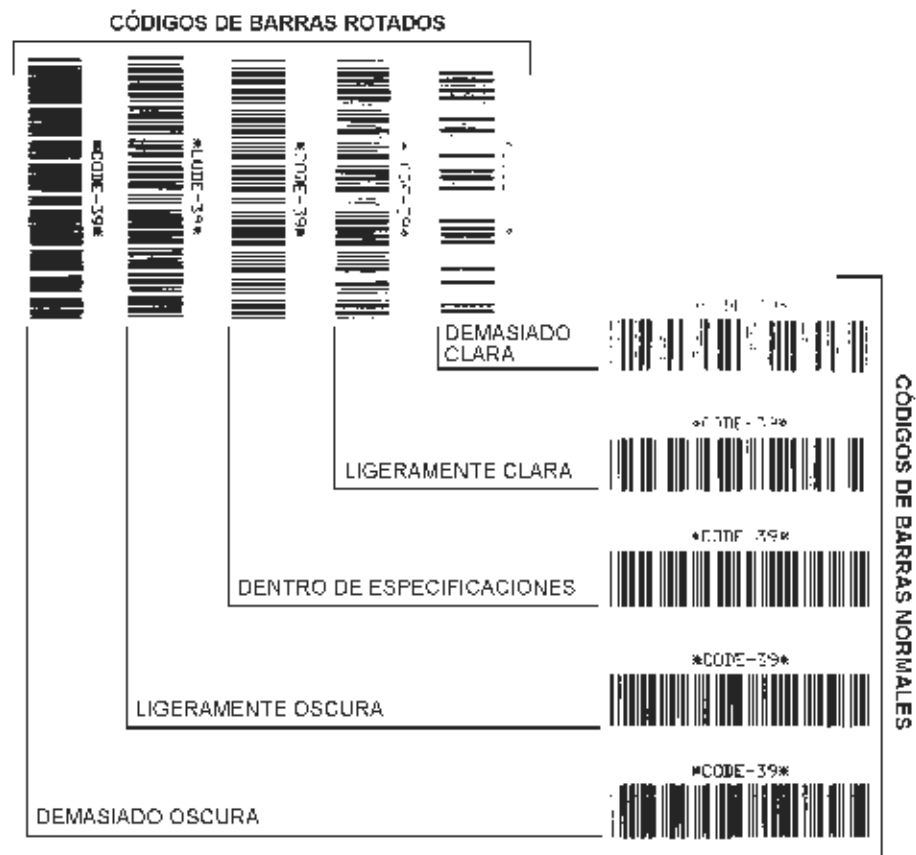 CÓDIGOS DE BARRAS ROTADOS
*CODE-39*
*CODE-39*
DEMASIADO
CLARA
LIGERAMENTE CLARA
DENTRO DE ESPECIFICACIONES
*CODE-39*
LIGERAMENTE OSCURA
*CODE-39*
DEMASIADO OSCURA
*CODE-39*
CÓDIGOS DE BARRAS NORMALES